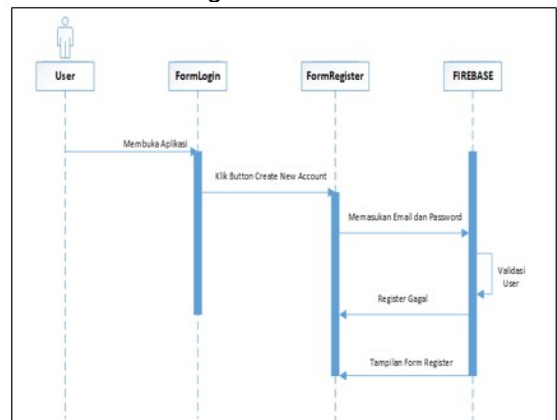 User
FormLogin
FormRegister
FIREBASE
Membuka Aplikasi
Klik Button Create New Account
Memasukan Email dan Password
Validasi
User
Register Gagal
Tampilan Form Register